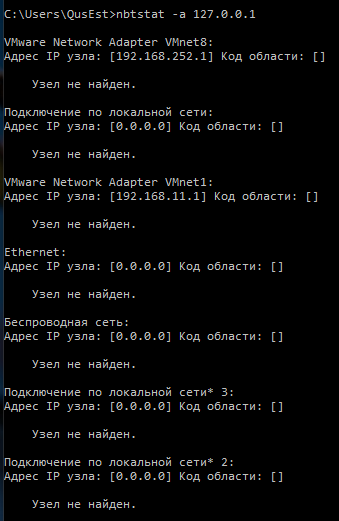 C:\Users\QusEst>nbtstat -a 127.0.0.1
VMware Network Adapter VMnet8:
Адрес IP узла: [192.168.252.1] Код области: []
Узел не найден.
Подключение по локальной сети:
Адрес IP узла: [0.0.0.0] Код области: []
Узел не найден.
VMware Network Adapter VMnet1:
Адрес IP узла: [192.168.11.1] Код области: []
Узел не найден.
Ethernet:
Адрес IP узла: [0.0.0.0] Код области: []
Узел не найден.
Беспроводная сеть:
Адрес IP узла: [0.0.0.0] Код области: []
Узел не найден.
Подключение по локальной сети* 3:
Адрес IP узла: [0.0.0.0] Код области: []
Узел не найден.
Подключение по локальной сети* 2:
Адрес IP узла: [0.0.0.0] Код области: []
Узел не найден.